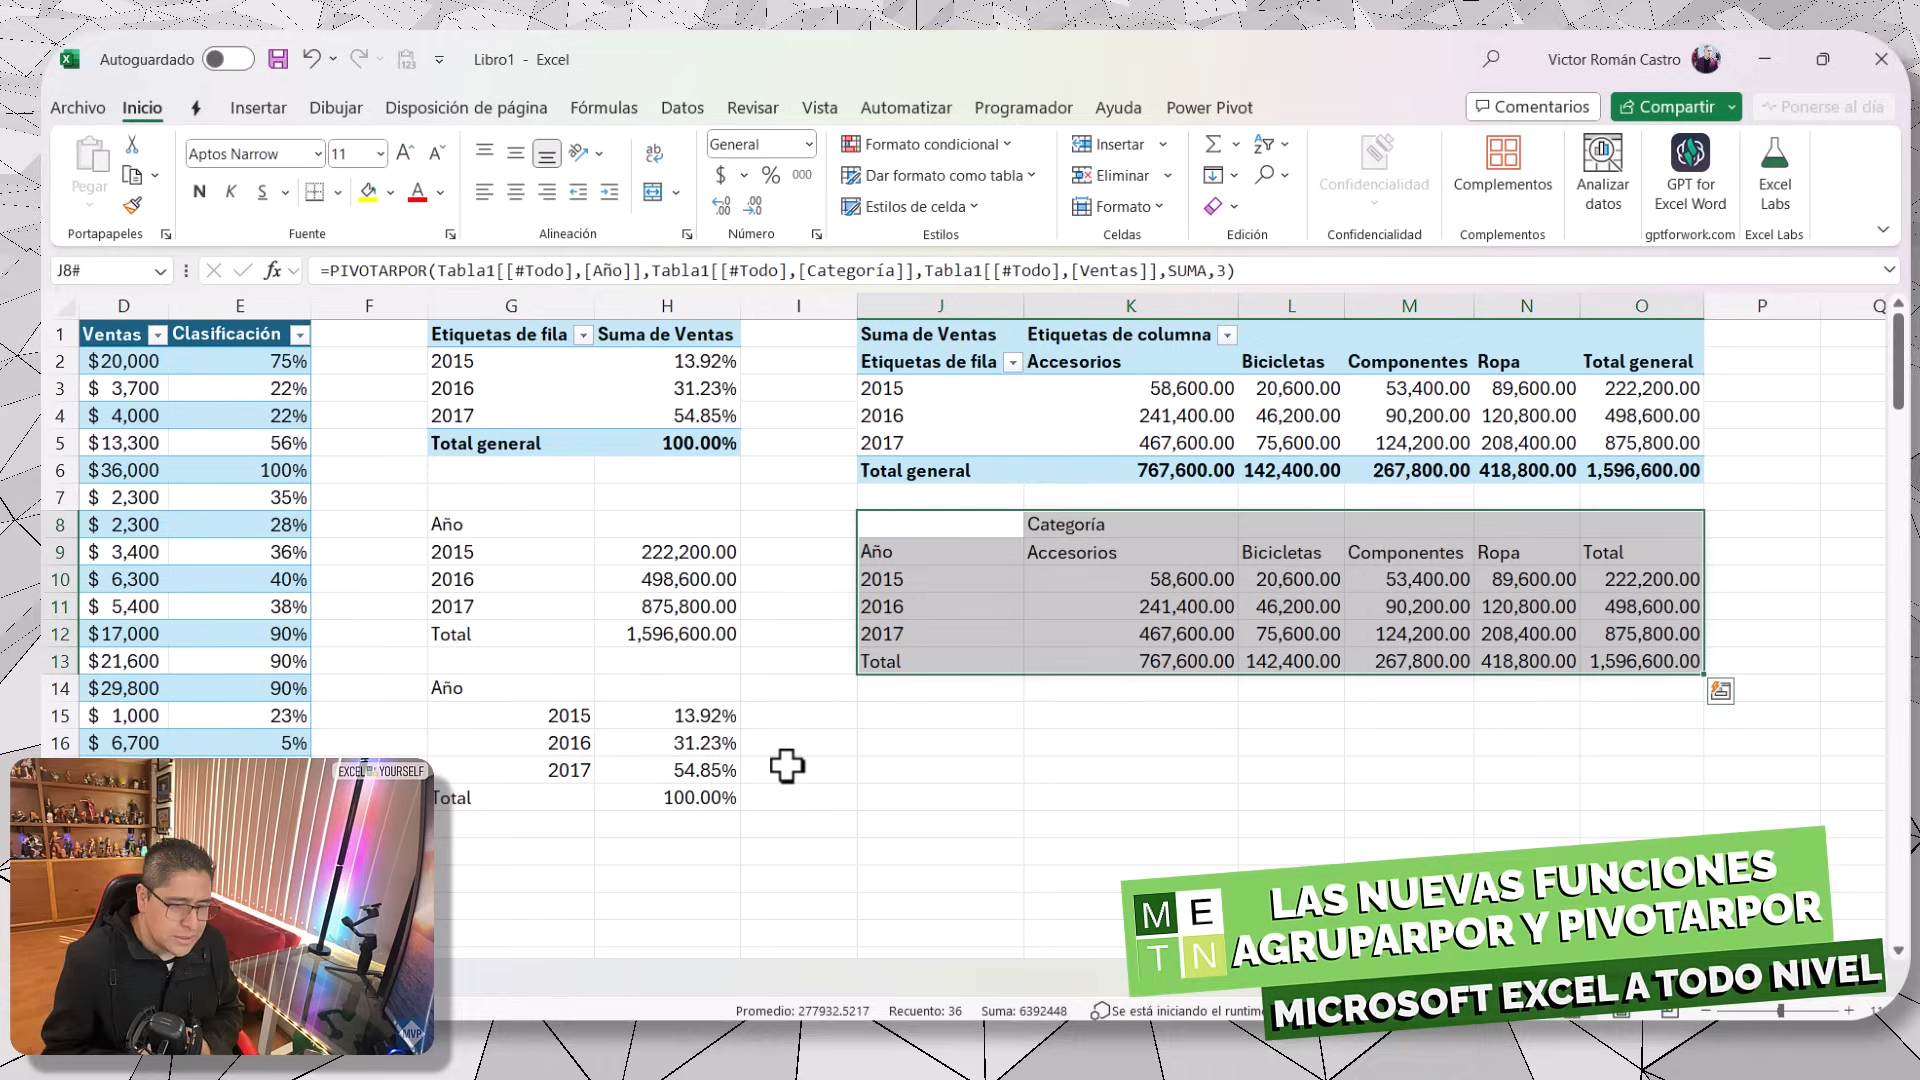 Autoguardado
Libro1 - Excel
Victor Román Castro
Archivo Inicio Insertar Dibujar Disposición de página Fórmulas Datos Revisar Vista Automatizar Programador Ayuda Power Pivot
Comentarios
Compartir
Ponerse al día
Pegar
Portapapeles
Aptos Narrow 11
N K S
Fuente
Alineación
General
$ % 000
Número
Formato condicional
Dar formato como tabla
Estilos de celda
Estilos
Insertar
Eliminar
Formato
Celdas
Edición
Confidencialidad
Confidencialidad
Complementos
Complementos
Analizar
datos
GPT for
Excel Word
gptforwork.com
Excel
Labs
Excel Labs
J8#
fx
=PIVOTARPOR(Tabla1[[#Todo],[Año]],Tabla1[[#Todo],[Categoría]],Tabla1[[#Todo],[Ventas]],SUMA,3)
D E F G H I J K L M N O P Q
1 Ventas Clasificación Etiquetas de fila Suma de Ventas Suma de Ventas Etiquetas de columna
2 $20,000 75% 2015 13.92% Etiquetas de fila Accesorios Bicicletas Componentes Ropa Total general
3 $ 3,700 22% 2016 31.23% 2015 58,600.00 20,600.00 53,400.00 89,600.00 222,200.00
4 $ 4,000 22% 2017 54.85% 2016 241,400.00 46,200.00 90,200.00 120,800.00 498,600.00
5 $13,300 56% Total general 100.00% 2017 467,600.00 75,600.00 124,200.00 208,400.00 875,800.00
6 $36,000 100% Total general 767,600.00 142,400.00 267,800.00 418,800.00 1,596,600.00
7 $ 2,300 35%
8 $ 2,300 28% Año Categoría
9 $ 3,400 36% 2015 222,200.00 Año Accesorios Bicicletas Componentes Ropa Total
10 $ 6,300 40% 2016 498,600.00 2015 58,600.00 20,600.00 53,400.00 89,600.00 222,200.00
11 $ 5,400 38% 2017 875,800.00 2016 241,400.00 46,200.00 90,200.00 120,800.00 498,600.00
12 $17,000 90% Total 1,596,600.00 2017 467,600.00 75,600.00 124,200.00 208,400.00 875,800.00
13 $21,600 90% Total 767,600.00 142,400.00 267,800.00 418,800.00 1,596,600.00
14 $29,800 90% Año
15 $ 1,000 23% 2015 13.92%
16 $ 6,700 5% 2016 31.23%
2017 54.85%
Total 100.00%
EXCEL YOURSELF
MVP
Promedio: 277932.5217 Recuento: 36 Suma: 6392448 Se está iniciando el runtime
M E
T N
LAS NUEVAS FUNCIONES
AGRUPARPOR Y PIVOTARPOR
MICROSOFT EXCEL A TODO NIVEL